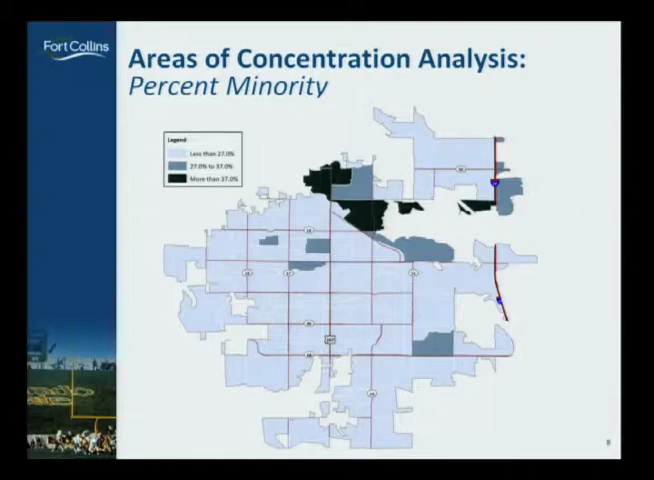 Fort Collins
Areas of Concentration Analysis:
Percent Minority
Legend
Less than 27.0%
27.0% to 37.0%
More than 37.0%
287
8